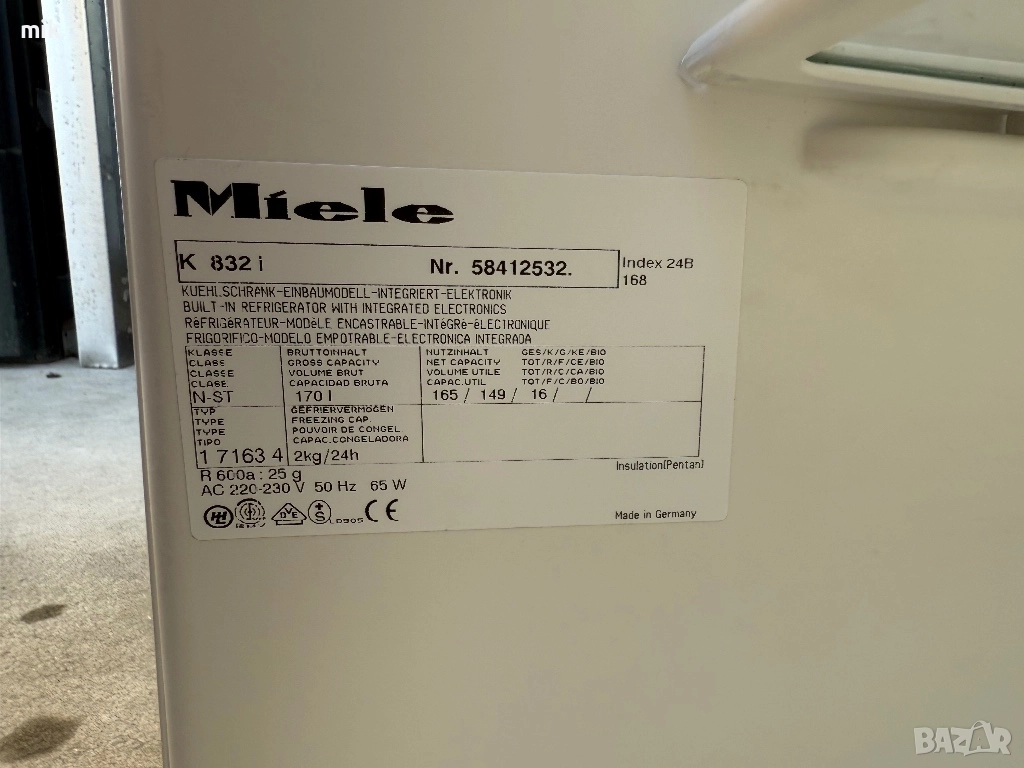 mi
Miele
K 832 i Nr. 58412532. Index 24B
168
KUEHLSCHRANK-EINBAUMODELL-INTEGRIERT-ELEKTRONIK
BUILT-IN REFRIGERATOR WITH INTEGRATED ELECTRONICS
RéFRIGéRATEUR-MODèLE ENCASTRABLE-INTéGRé-éLECTRONIQUE
FRIGORIFICO-MODELO EMPOTRABLE-ELECTRONICA INTEGRADA
KLASSE BRUTTOINHALT NUTZINHALT GES/K/G/KE/BIO
CLASS GROSS CAPACITY NET CAPACITY TOT/R/F/CE/BIO
CLASSE VOLUME BRUT VOLUME UTILE TOT/R/C/CA/BIO
CLASE. CAPACIDAD BRUTA CAPAC.UTIL TOT/F/C/BO/BIO
N-ST 170 l 165 / 149 / 16 / /
TYP GEFRIERVERMÖGEN
TYPE FREEZING CAP.
TYPE POUVOIR DE CONGEL
TIPO CAPAC.CONGELADORA
1 7163 4 2kg/24h
R 600a : 25 g Insulation(Pentan)
AC 220-230 V 50 Hz 65 W
DVE S CE Made in Germany
BAZAR